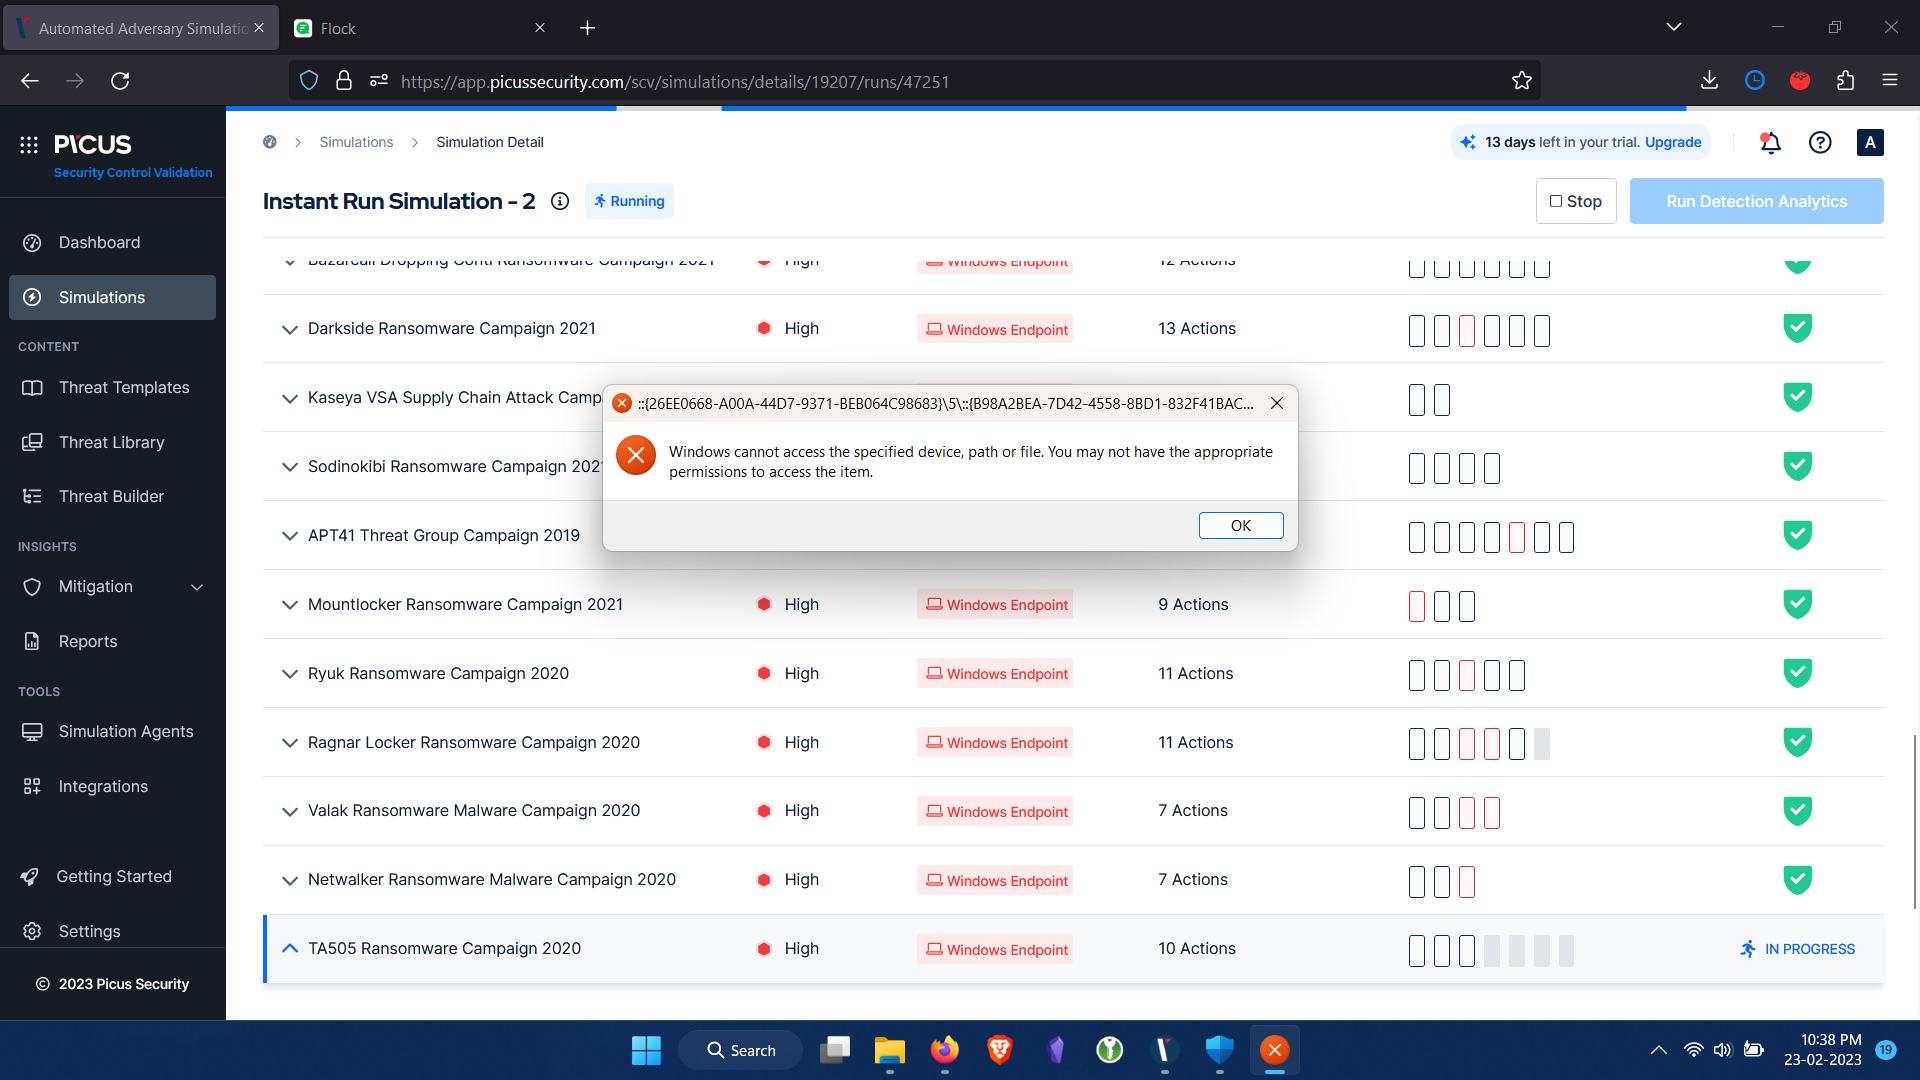 Automated Adversary Simulatio
Flock
https://app.picussecurity.com/scv/simulations/details/19207/runs/47251
PICUS
Security Control Validation
Simulations
Simulation Detail
13 days left in your trial. Upgrade
A
Instant Run Simulation - 2
Running
Stop
Run Detection Analytics
Dashboard
Simulations
CONTENT
Threat Templates
Threat Library
Threat Builder
INSIGHTS
Mitigation
Reports
TOOLS
Simulation Agents
Integrations
Getting Started
Settings
© 2023 Picus Security
Bazarcall Dropping Conti Ransomware Campaign 2021 High Windows Endpoint 12 Actions
Darkside Ransomware Campaign 2021 High Windows Endpoint 13 Actions
Kaseya VSA Supply Chain Attack Camp
Sodinokibi Ransomware Campaign 202
APT41 Threat Group Campaign 2019
Mountlocker Ransomware Campaign 2021 High Windows Endpoint 9 Actions
Ryuk Ransomware Campaign 2020 High Windows Endpoint 11 Actions
Ragnar Locker Ransomware Campaign 2020 High Windows Endpoint 11 Actions
Valak Ransomware Malware Campaign 2020 High Windows Endpoint 7 Actions
Netwalker Ransomware Malware Campaign 2020 High Windows Endpoint 7 Actions
TA505 Ransomware Campaign 2020 High Windows Endpoint 10 Actions IN PROGRESS
::{26EE0668-A00A-44D7-9371-BEB064C98683}\5\::{B98A2BEA-7D42-4558-8BD1-832F41BAC...
Windows cannot access the specified device, path or file. You may not have the appropriate
permissions to access the item.
OK
Search
10:38 PM
23-02-2023
19